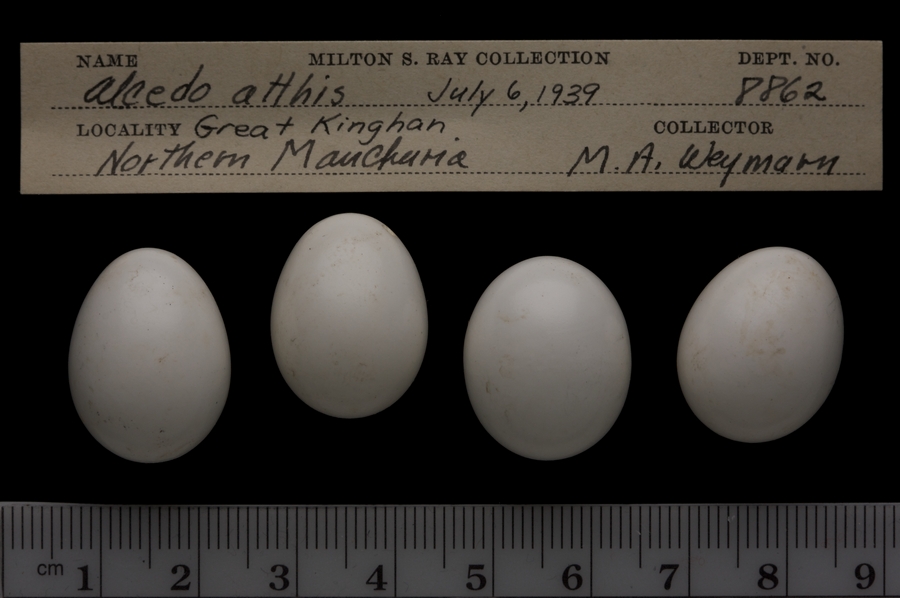 NAME MILTON S. RAY COLLECTION DEPT. NO.
Alcedo atthis July 6, 1939 8862
LOCALITY Great Kinghan COLLECTOR
Northern Manchuria M. A. Weymarn
cm 1 2 3 4 5 6 7 8 9